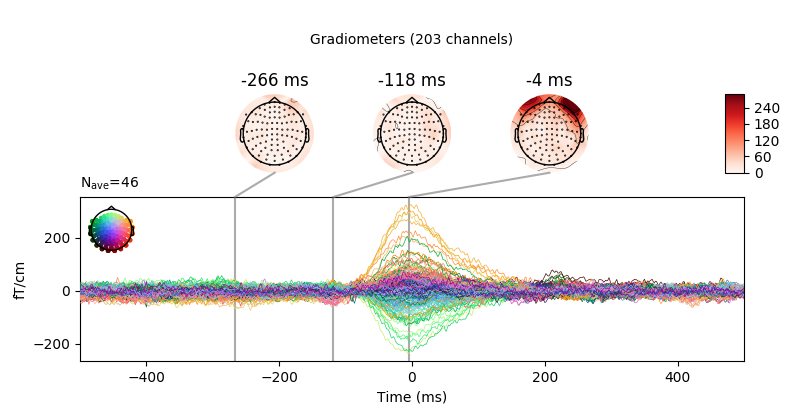 Gradiometers (203 channels)
-266 ms
-118 ms
-4 ms
240
180
120
60
0
Nave=46
200
0
−200
fT/cm
−400
−200
0
200
400
Time (ms)